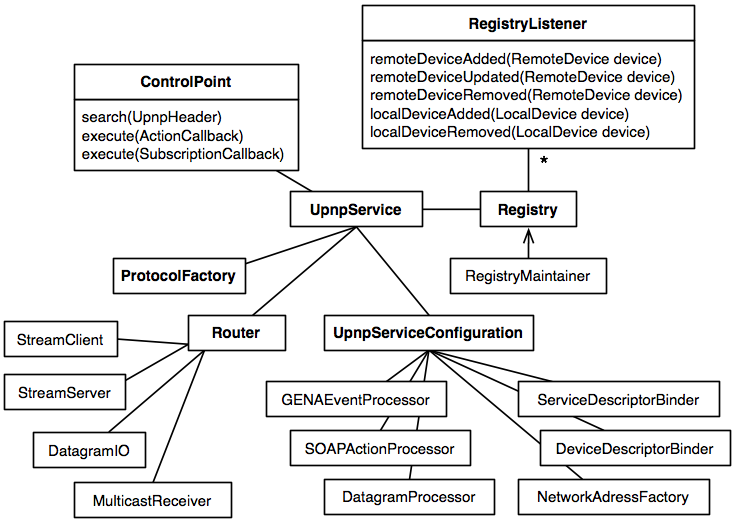 RegistryListener
remoteDeviceAdded(RemoteDevice device)
remoteDeviceUpdated(RemoteDevice device)
remoteDeviceRemoved(RemoteDevice device)
localDeviceAdded(LocalDevice device)
localDeviceRemoved(LocalDevice device)
ControlPoint
search(UpnpHeader)
execute(ActionCallback)
execute(SubscriptionCallback)
*
UpnpService
Registry
ProtocolFactory
RegistryMaintainer
Router
UpnpServiceConfiguration
StreamClient
StreamServer
DatagramIO
MulticastReceiver
GENAEventProcessor
SOAPActionProcessor
DatagramProcessor
ServiceDescriptorBinder
DeviceDescriptorBinder
NetworkAdressFactory